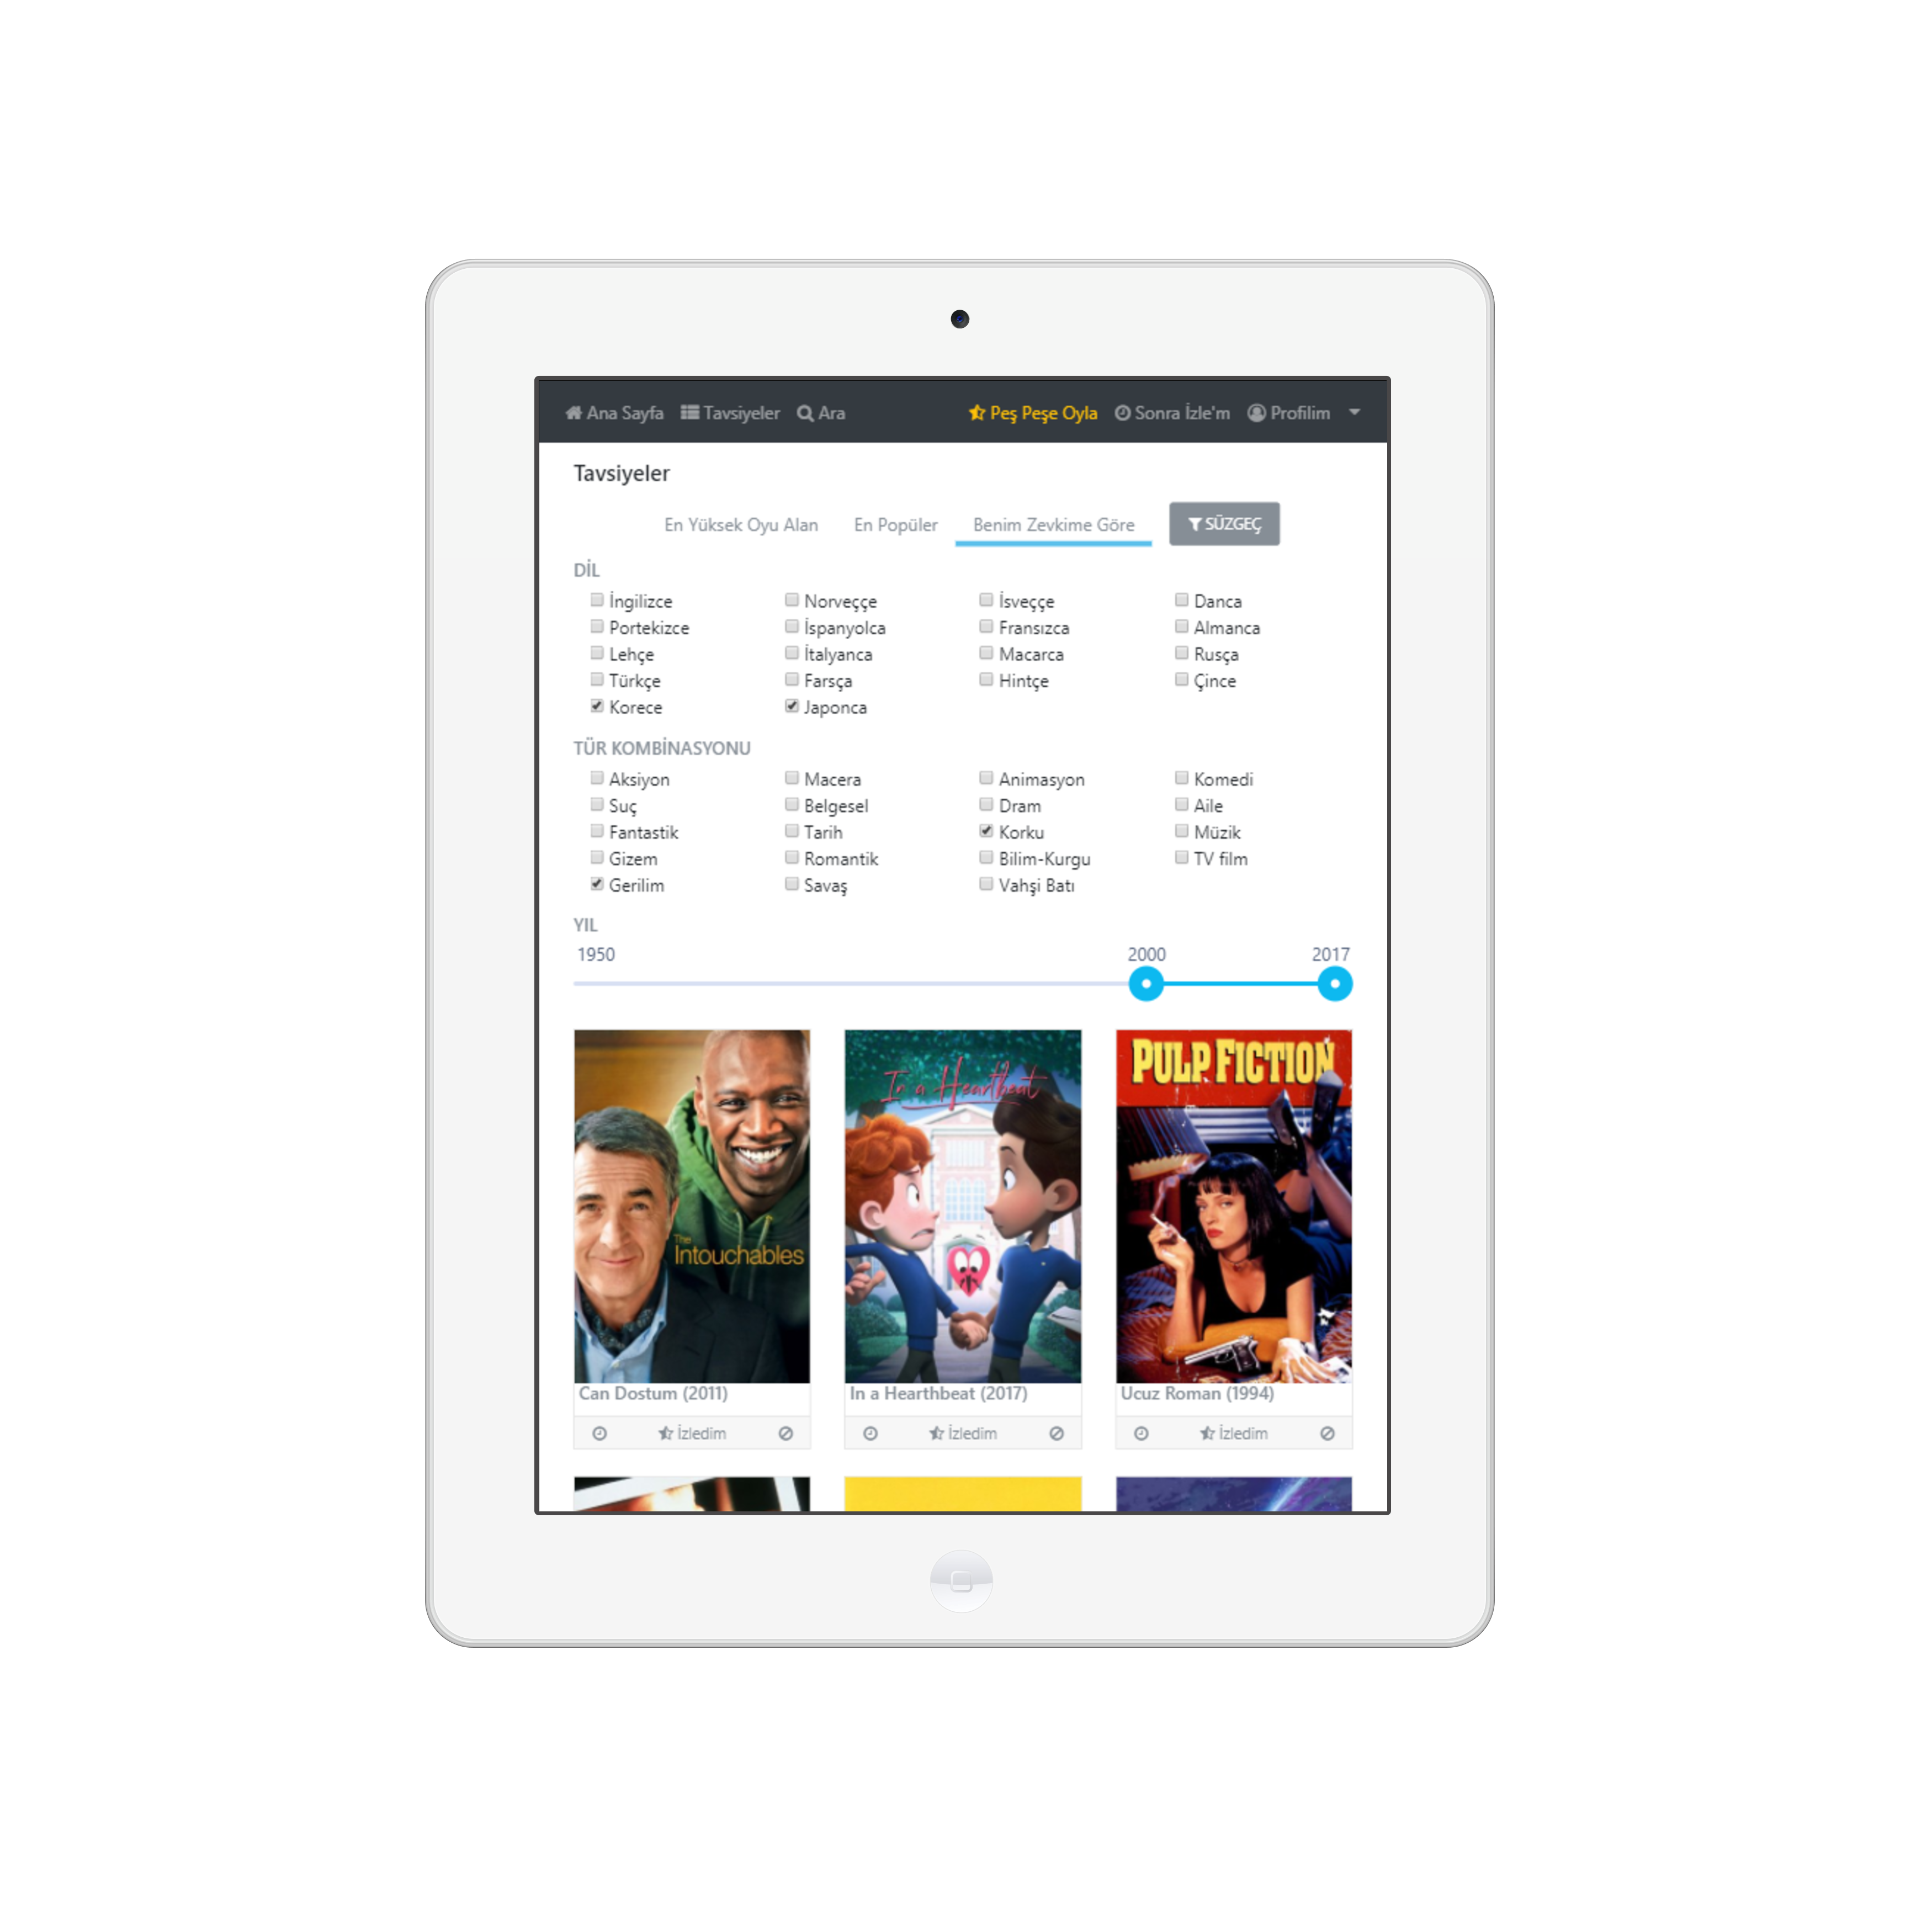 Ana Sayfa Tavsiyeler Ara Peş Peşe Oyla Sonra İzle'm Profilim
Tavsiyeler
En Yüksek Oyu Alan En Popüler Benim Zevkime Göre SÜZGEÇ
DİL
İngilizce Norveççe İsveççe Danca
Portekizce İspanyolca Fransızca Almanca
Lehçe İtalyanca Macarca Rusça
Türkçe Farsça Hintçe Çince
Korece Japonca
TÜR KOMBİNASYONU
Aksiyon Macera Animasyon Komedi
Suç Belgesel Dram Aile
Fantastik Tarih Korku Müzik
Gizem Romantik Bilim-Kurgu TV film
Gerilim Savaş Vahşi Batı
YIL
1950 2000 2017
The
Intouchables
In a Heartbeat
PULP FICTION
Can Dostum (2011) In a Hearthbeat (2017) Ucuz Roman (1994)
İzledim İzledim İzledim